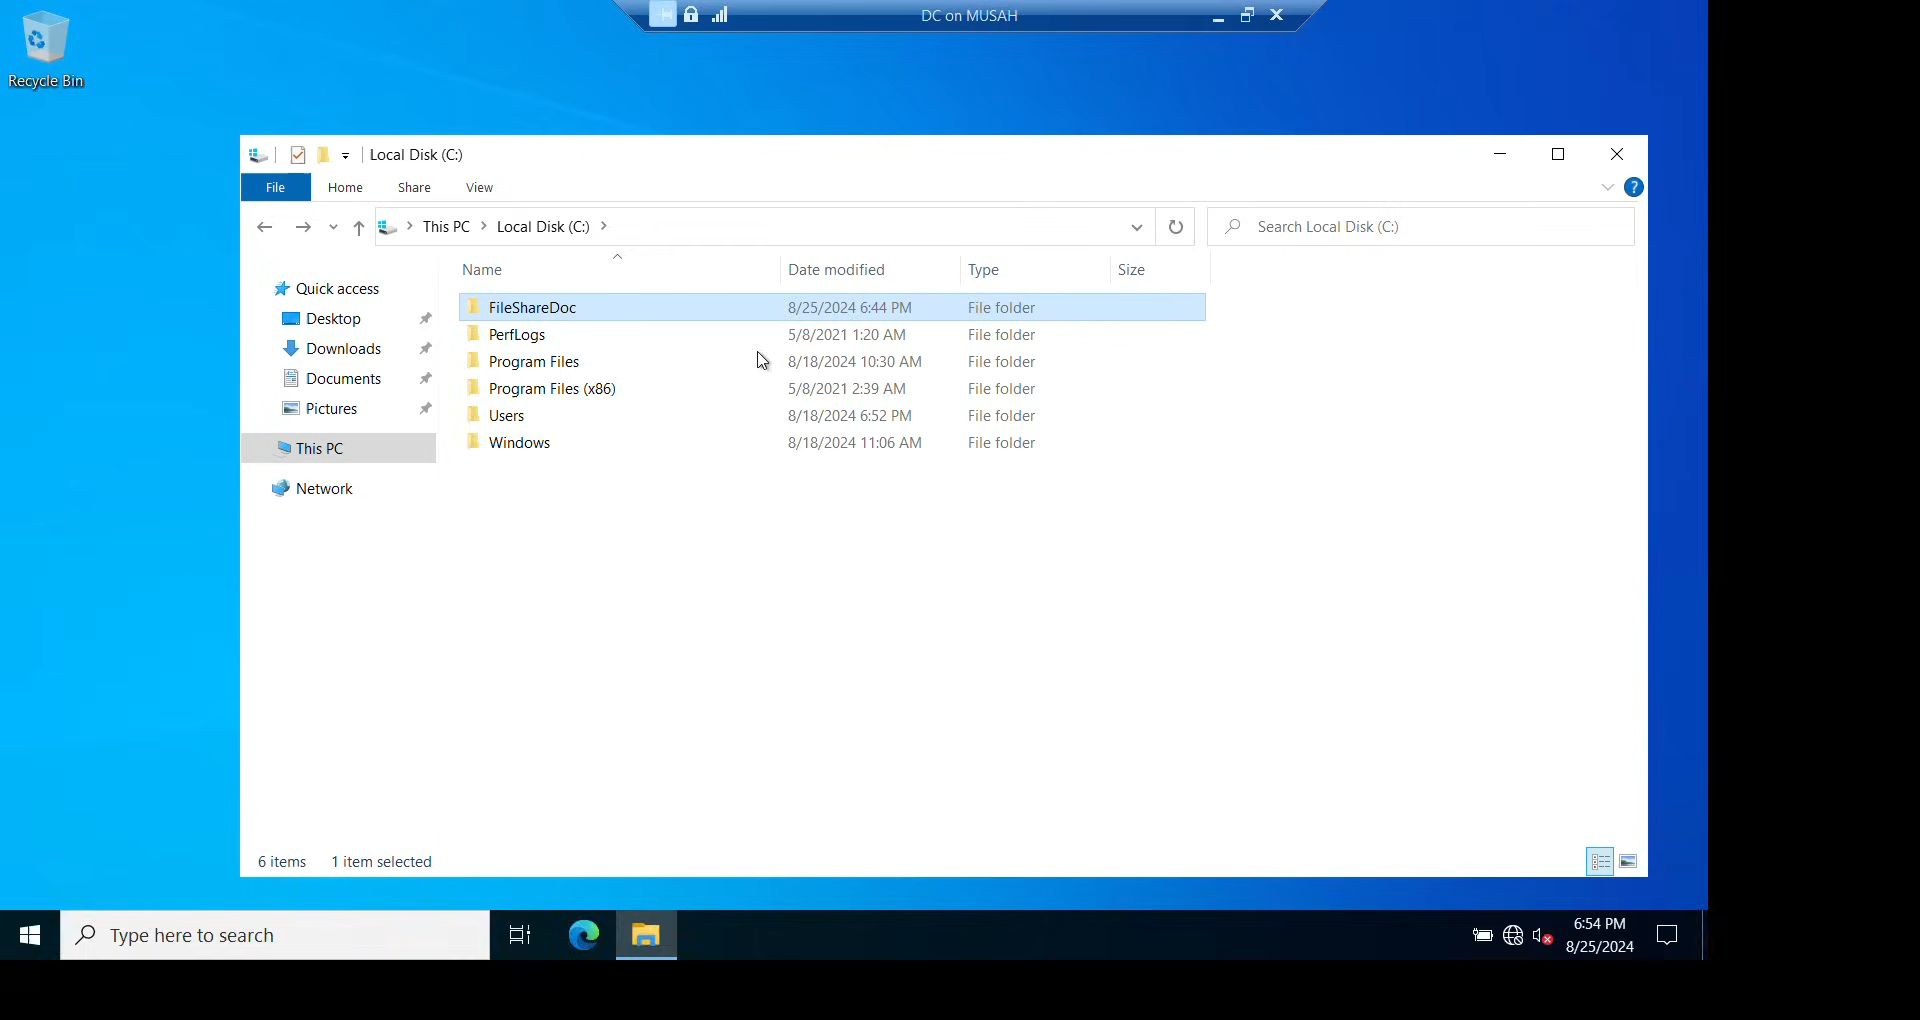 DC on MUSAH
Recycle Bin
Local Disk (C:)
File Home Share View
This PC Local Disk (C:)
Search Local Disk (C:)
Name Date modified Type Size
Quick access
Desktop
Downloads
Documents
Pictures
This PC
Network
FileShareDoc 8/25/2024 6:44 PM File folder
PerfLogs 5/8/2021 1:20 AM File folder
Program Files 8/18/2024 10:30 AM File folder
Program Files (x86) 5/8/2021 2:39 AM File folder
Users 8/18/2024 6:52 PM File folder
Windows 8/18/2024 11:06 AM File folder
6 items 1 item selected
Type here to search
6:54 PM
8/25/2024